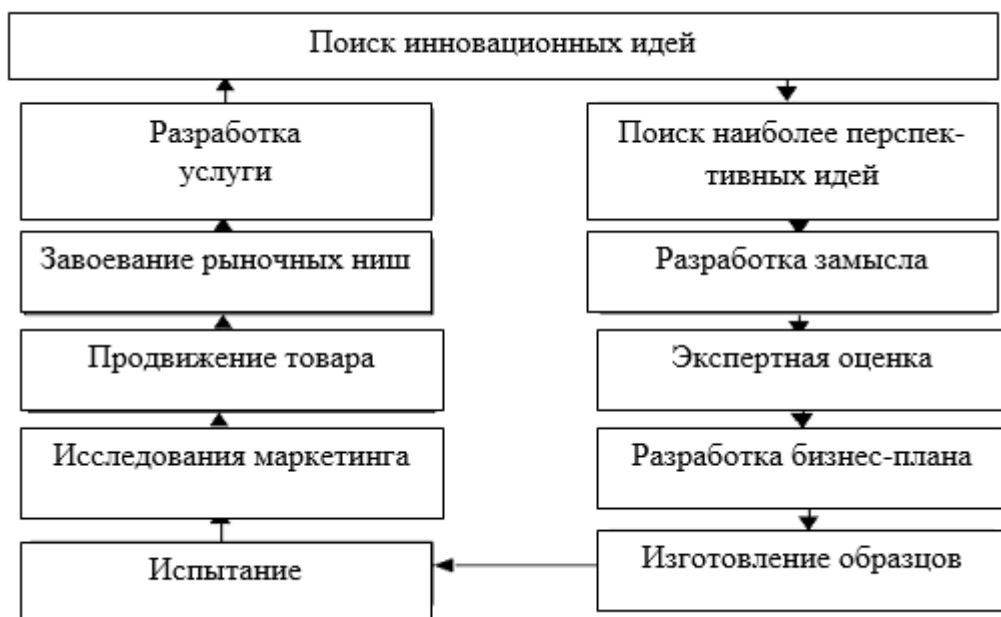 Поиск инновационных идей
Разработка
услуги
Поиск наиболее перспек-
тивных идей
Завоевание рыночных ниш
Разработка замысла
Продвижение товара
Экспертная оценка
Исследования маркетинга
Разработка бизнес-плана
Испытание
Изготовление образцов